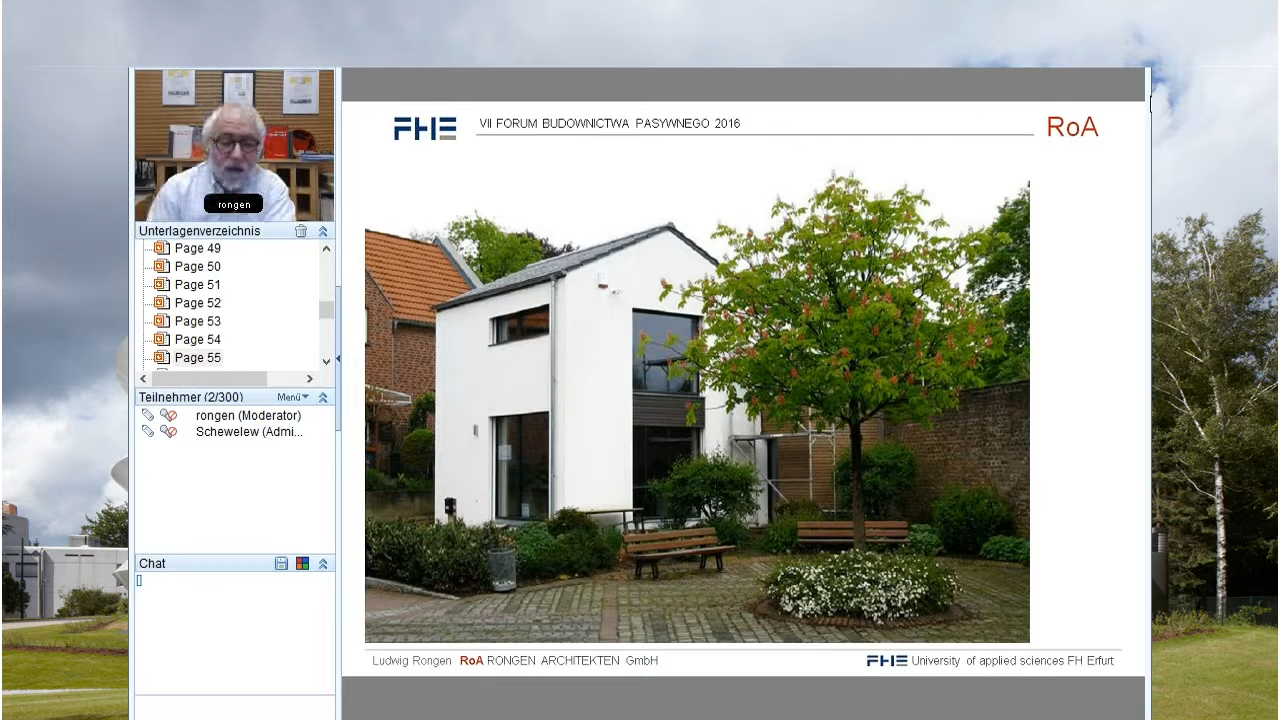 rongen
Unterlagenverzeichnis
Page 49
Page 50
Page 51
Page 52
Page 53
Page 54
Page 55
Teilnehmer (2/300) Menü
rongen (Moderator)
Schewelew (Admi...
Chat
FHE VII FORUM BUDOWNICTWA PASYWNEGO 2016 RoA
Ludwig Rongen RoA RONGEN ARCHITEKTEN GmbH FHE University of applied sciences FH Erfurt